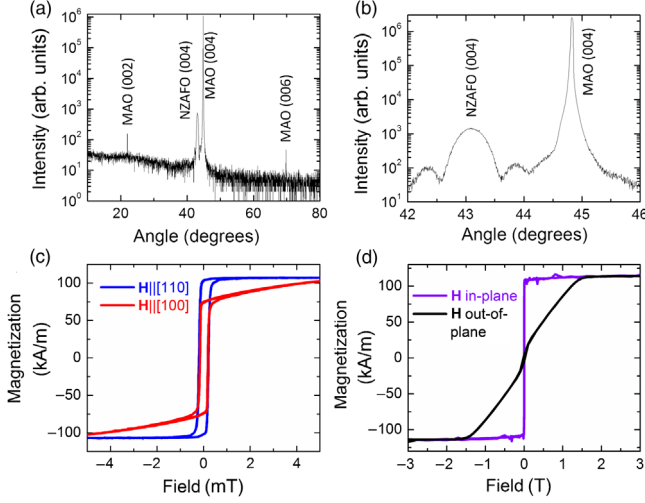 (a)
10⁶
10⁵
10⁴
10³
10²
10¹
10⁰
Intensity (arb. units)
MAO (002)
NZAFO (004)
MAO (004)
MAO (006)
20 40 60 80
Angle (degrees)
(b)
10⁶
10⁵
10⁴
10³
10²
10¹
Intensity (arb. units)
NZAFO (004)
MAO (004)
42 43 44 45 46
Angle (degrees)
(c)
100
50
0
−50
−100
Magnetization
(kA/m)
H||[110]
H||[100]
−4 −2 0 2 4
Field (mT)
(d)
100
50
0
−50
−100
Magnetization
(kA/m)
H in-plane
H out-of-
plane
−3 −2 −1 0 1 2 3
Field (T)